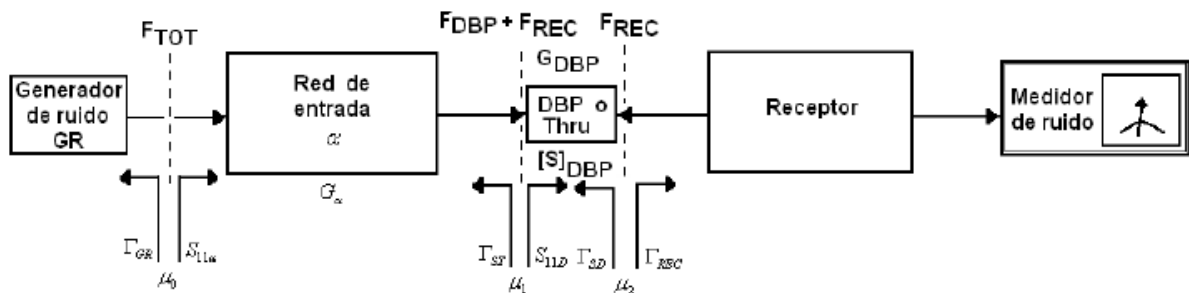 F_TOT
F_DBP + F_REC
F_REC
G_DBP
Generador
de ruido
GR
Red de
entrada
α
DBP o
Thru
Receptor
Medidor
de ruido
[S]_DBP
G_α
Γ_GR
S_11α
Γ_ST
S_11D
Γ_SD
Γ_REC
μ_0
μ_1
μ_2